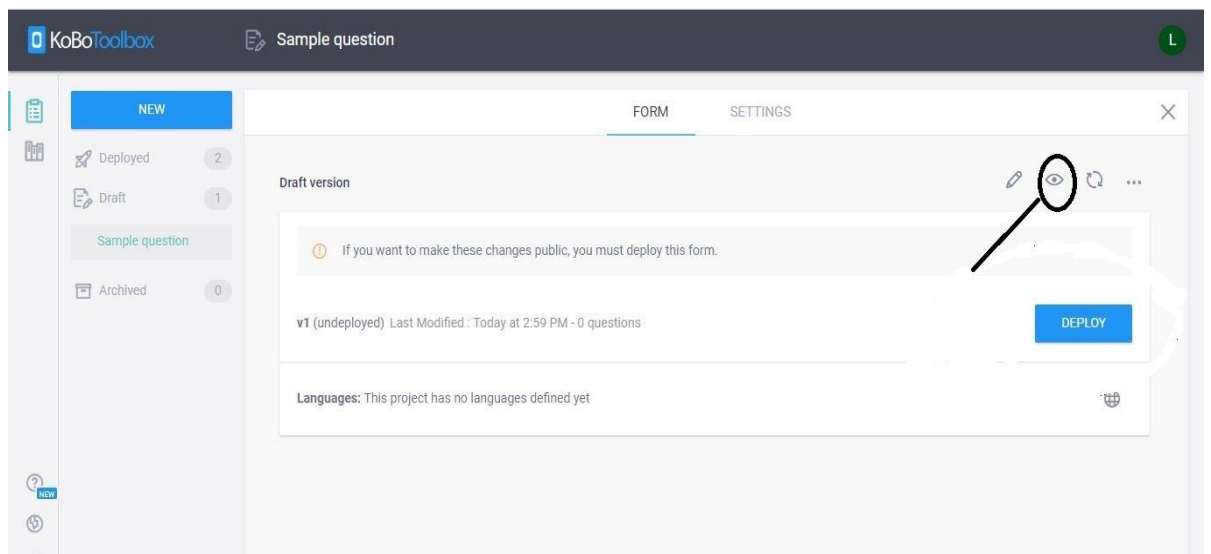 KoBoToolbox
Sample question
L
NEW
FORM SETTINGS
Deployed 2
Draft 1
Sample question
Archived 0
Draft version
If you want to make these changes public, you must deploy this form.
v1 (undeployed) Last Modified : Today at 2:59 PM - 0 questions
DEPLOY
Languages: This project has no languages defined yet
NEW